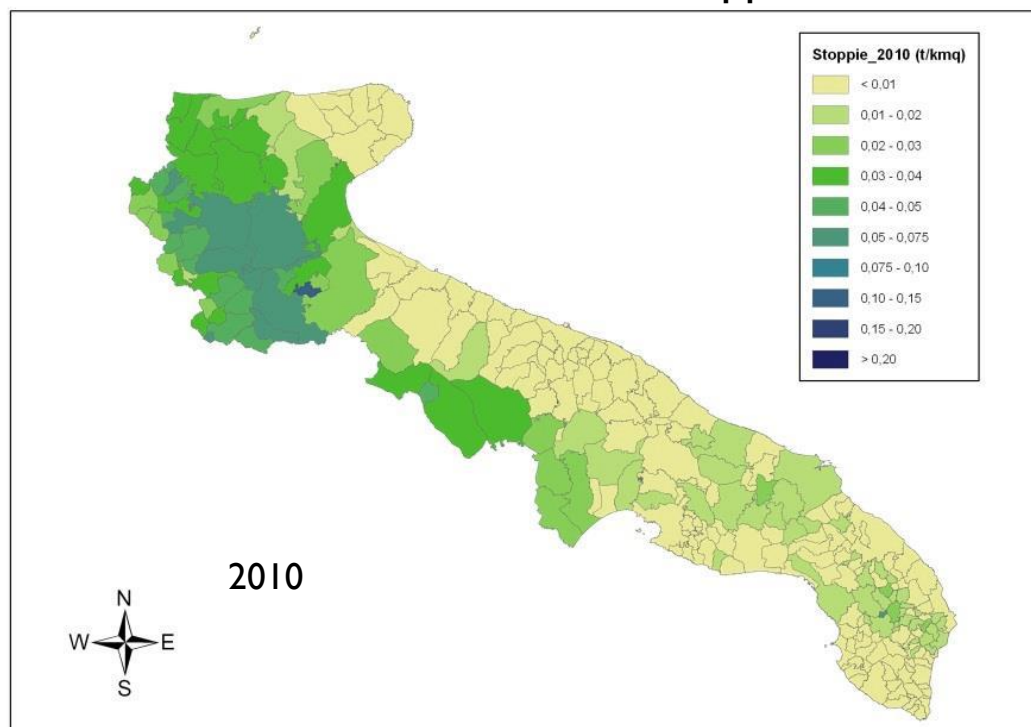 Stoppie_2010 (t/kmq)
< 0,01
0,01 - 0,02
0,02 - 0,03
0,03 - 0,04
0,04 - 0,05
0,05 - 0,075
0,075 - 0,10
0,10 - 0,15
0,15 - 0,20
> 0,20
2010
N
W E
S